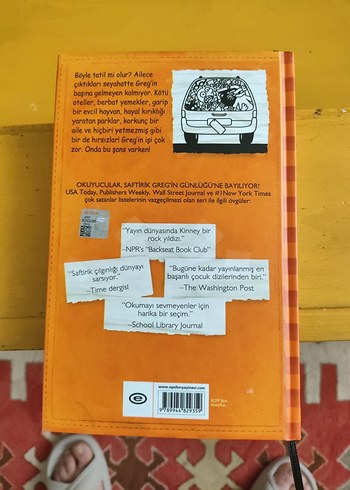 Böyle tatil mi olur? Ailece
çıktıkları seyahatte Greg'in
başına gelmeyen kalmıyor. Kötü
oteller, berbat yemekler, garip
bir evcil hayvan, hayal kırıklığı
yaratan parklar, korkunç bir
aile ve hiçbiri yetmezmiş gibi
bir de hırsızlar! Greg'in işi çok
zor. Onda bu şans varken!
OKUYUCULAR, SAFTİRİK GREG'İN GÜNLÜĞÜ'NE BAYILIYOR!
USA Today, Publishers Weekly, Wall Street Journal ve #1 New York Times
çok satanlar listelerinin vazgeçilmezi olan seri ile ilgili övgüler:
"Yayın dünyasında Kinney bir
rock yıldızı."
–NPR's "Backseat Book Club"
"Saftirik çılgınlığı dünyayı
sarsıyor."
–Time dergisi
"Bugüne kadar yayınlanmış en
başarılı çocuk dizilerinden biri."
–The Washington Post
"Okumayı sevmeyenler için
harika bir seçim."
–School Library Journal
e
www.epsilonyayinevi.com
9789944829359